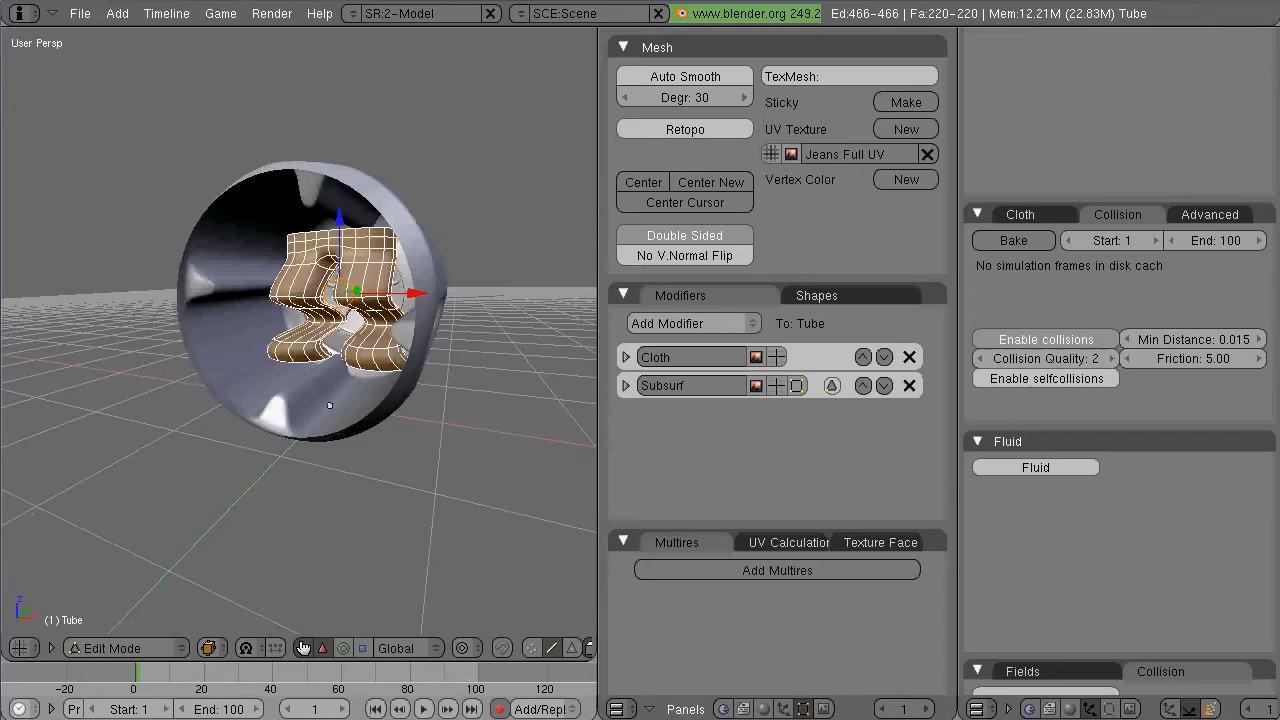 File Add Timeline Game Render Help SR:2-Model SCE:Scene www.blender.org 249.2 Ed:466-466 | Fa:220-220 | Mem:12.21M (22.83M) Tube
User Persp
Mesh
Auto Smooth TexMesh:
Degr: 30 Sticky Make
Retopo UV Texture New
Jeans Full UV
Center Center New Vertex Color New
Center Cursor
Double Sided
No V.Normal Flip
Modifiers Shapes
Add Modifier To: Tube
Cloth
Subsurf
Multires UV Calculation Texture Face
Add Multires
Cloth Collision Advanced
Bake Start: 1 End: 100
No simulation frames in disk cach
Enable collisions Min Distance: 0.015
Collision Quality: 2 Friction: 5.00
Enable selfcollisions
Fluid
Fluid
Fields Collision
z
(1) Tube
Edit Mode Global
-20 0 20 40 60 80 100 120
Pr Start: 1 End: 100 1 Add/Repl
Panels 1
1